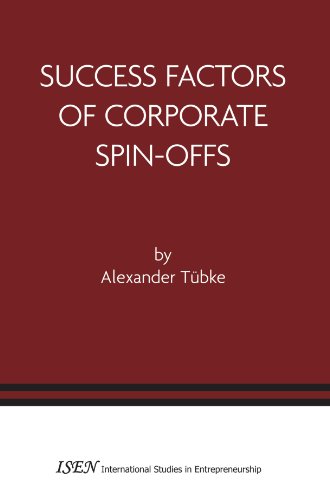 SUCCESS FACTORS
OF CORPORATE
SPIN-OFFS
by
Alexander Tübke
ISEN International Studies in Entrepreneurship